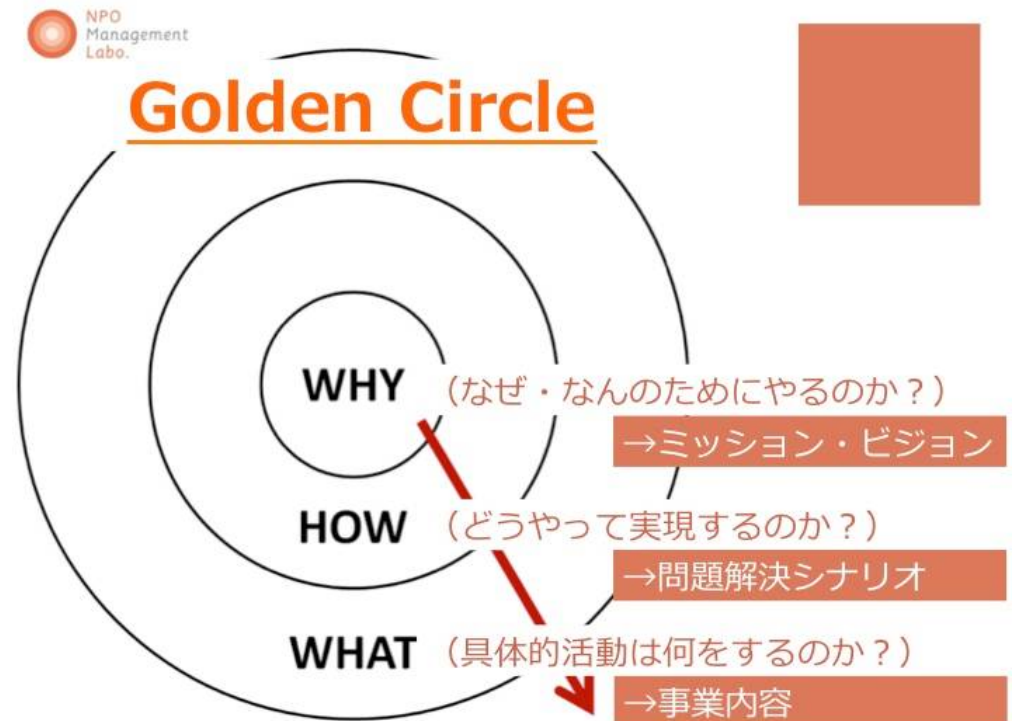 NPO
Management
Labo.
Golden Circle
WHY （なぜ・なんのためにやるのか？）
→ミッション・ビジョン
HOW （どうやって実現するのか？）
→問題解決シナリオ
WHAT （具体的活動は何をするのか？）
→事業内容